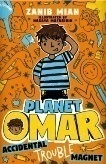 ZANIB MIAN
ILLUSTRATED BY
NASAYA MAFARIDIK
PLANET
OMAR
ACCIDENTAL
TROUBLE
MAGNET